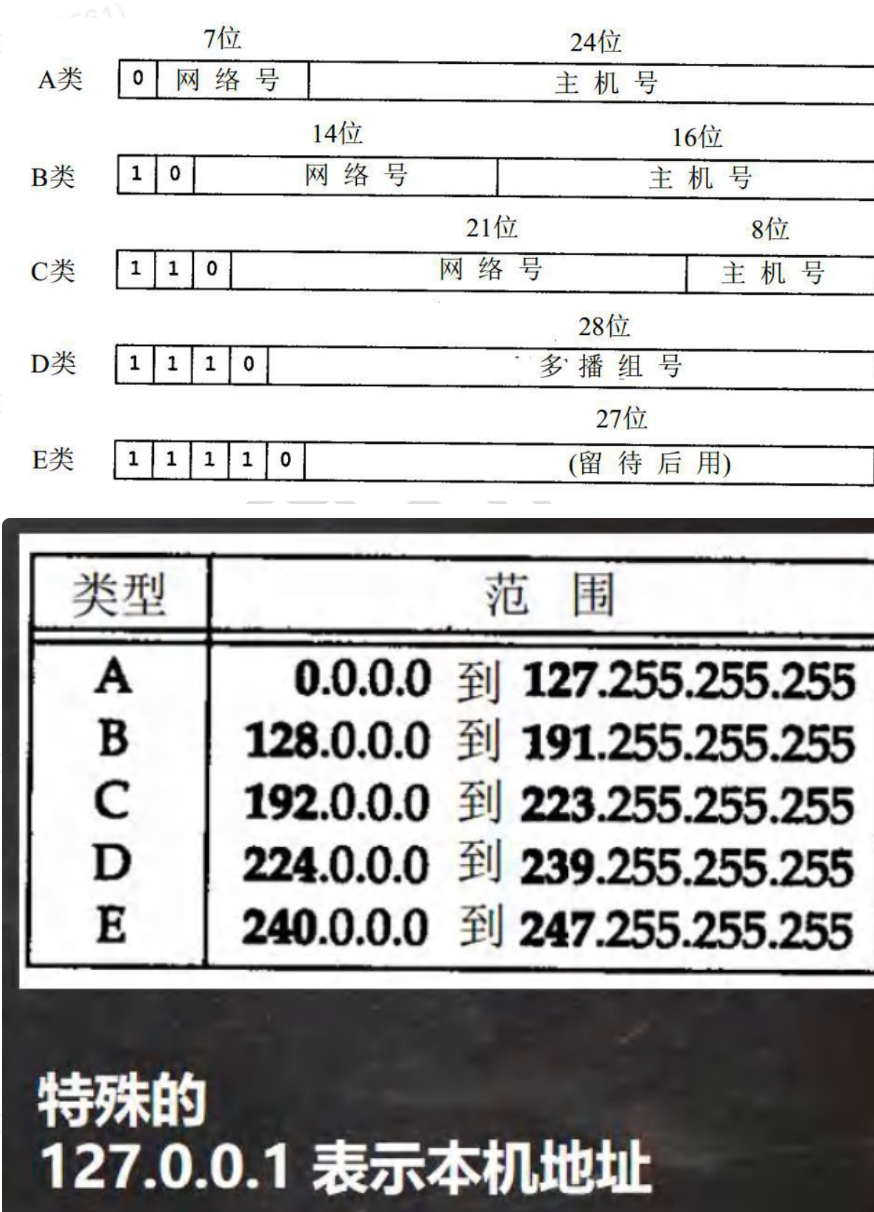 7位 24位
A类 0 网络号 主机号
14位 16位
B类 1 0 网络号 主机号
21位 8位
C类 1 1 0 网络号 主机号
28位
D类 1 1 1 0 多播组号
27位
E类 1 1 1 1 0 (留待后用)
类型 范围
A 0.0.0.0 到 127.255.255.255
B 128.0.0.0 到 191.255.255.255
C 192.0.0.0 到 223.255.255.255
D 224.0.0.0 到 239.255.255.255
E 240.0.0.0 到 247.255.255.255
特殊的
127.0.0.1 表示本机地址